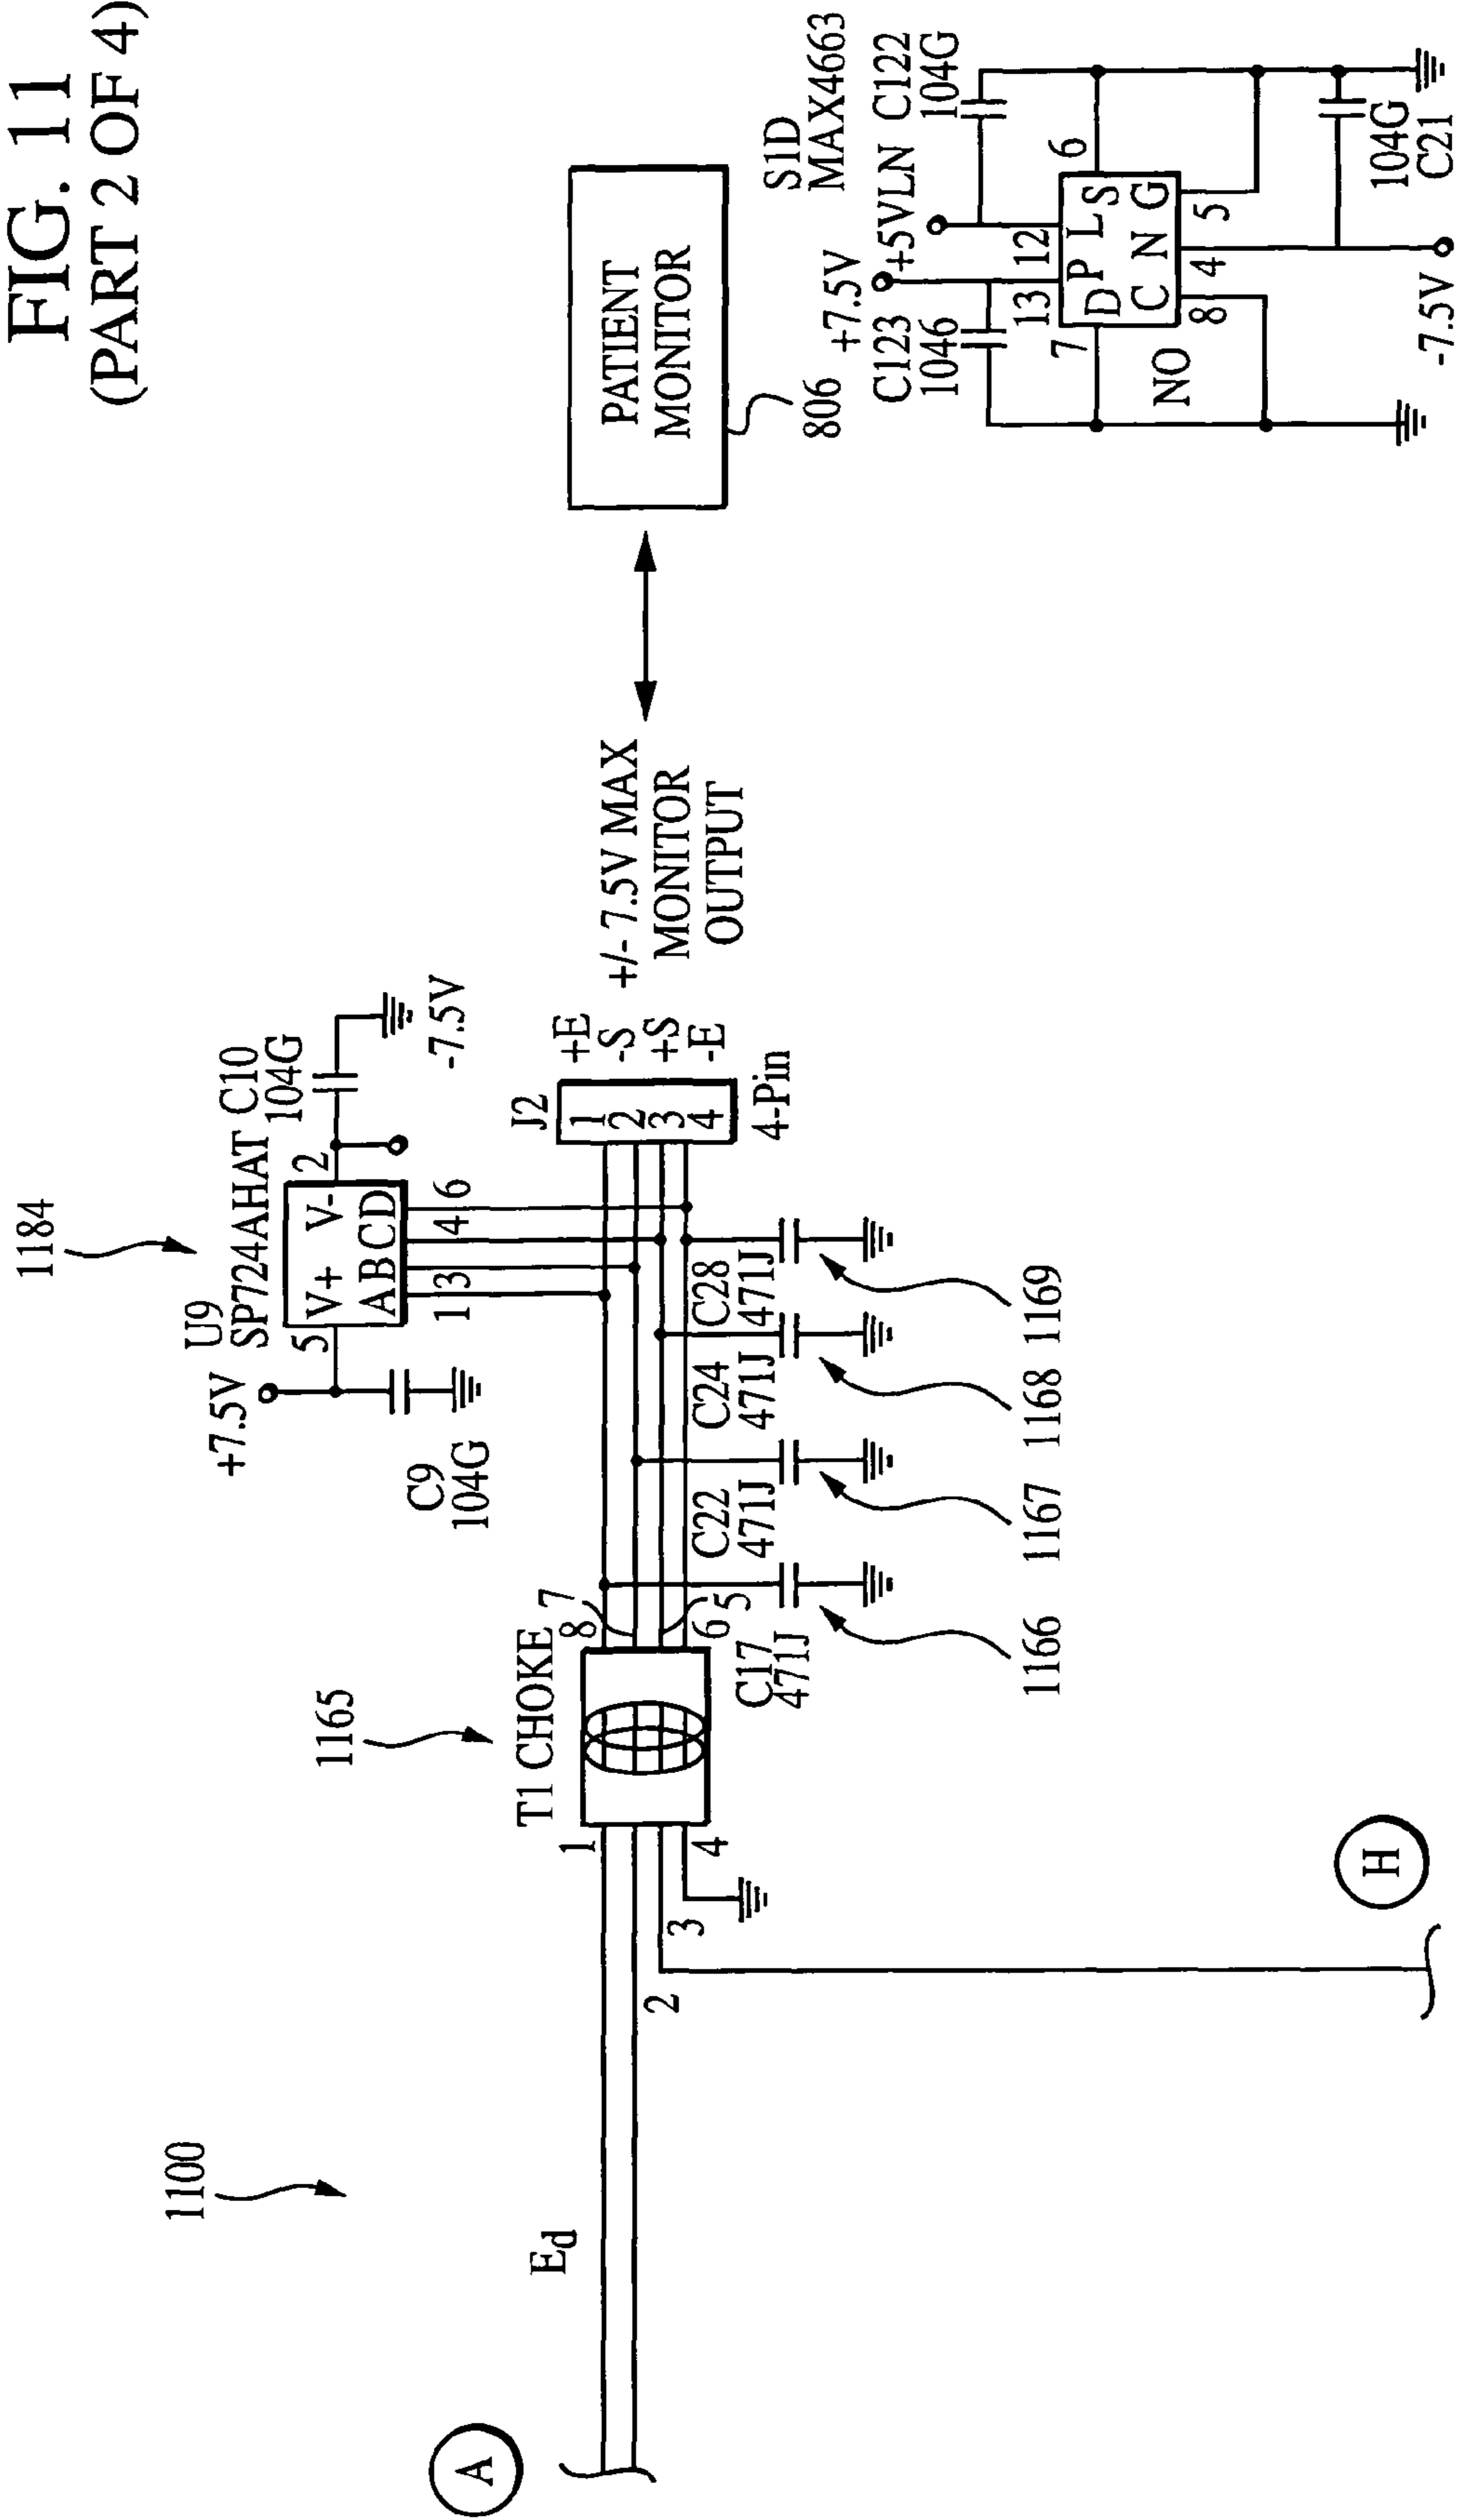 FIG. 11
(PART 2 OF 4)
1184
U9
SP724AHAT
C10
104G
+7.5V
5
V+ V-
2
A B C D
1 3 4 6
-7.5V
C9
104G
1100
1165
T1 CHOKE
J2
+E
-S
+S
-E
1
2
3
4
4-Pin
+/- 7.5V MAX
MONITOR
OUTPUT
PATIENT
MONITOR
806
A
Ed
1
2
3
4
8
7
6
5
C17
471J
C22
471J
C24
471J
C28
471J
1166
1167
1168
1169
H
S1D
MAX4663
+7.5V
+5VLN
C123
1046
C122
104G
13
12
7
6
D P L S
C N G
NO
8
4
5
104G
C21
-7.5V